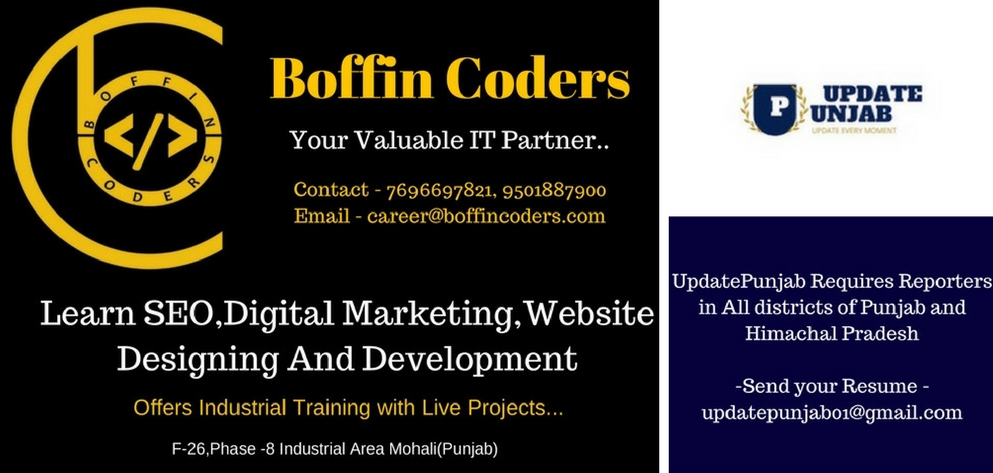 BOFFIN
CODERS
</>
Boffin Coders
Your Valuable IT Partner..
Contact - 7696697821, 9501887900
Email - career@boffincoders.com
Learn SEO,Digital Marketing,Website
Designing And Development
Offers Industrial Training with Live Projects...
F-26,Phase -8 Industrial Area Mohali(Punjab)
UPDATE
PUNJAB
UPDATE EVERY MOMENT
UpdatePunjab Requires Reporters
in All districts of Punjab and
Himachal Pradesh
-Send your Resume -
updatepunjab01@gmail.com